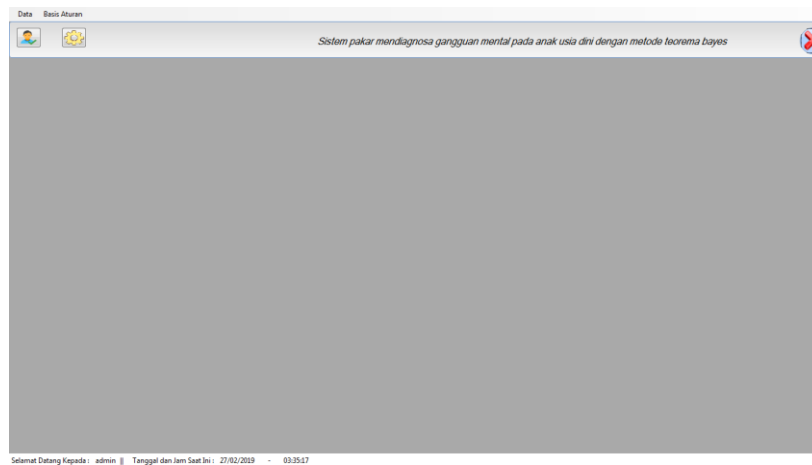 Data Basis Aturan
Sistem pakar mendiagnosa gangguan mental pada anak usia dini dengan metode teorema bayes
Selamat Datang Kepada : admin || Tanggal dan Jam Saat Ini : 27/02/2019 - 03:35:17